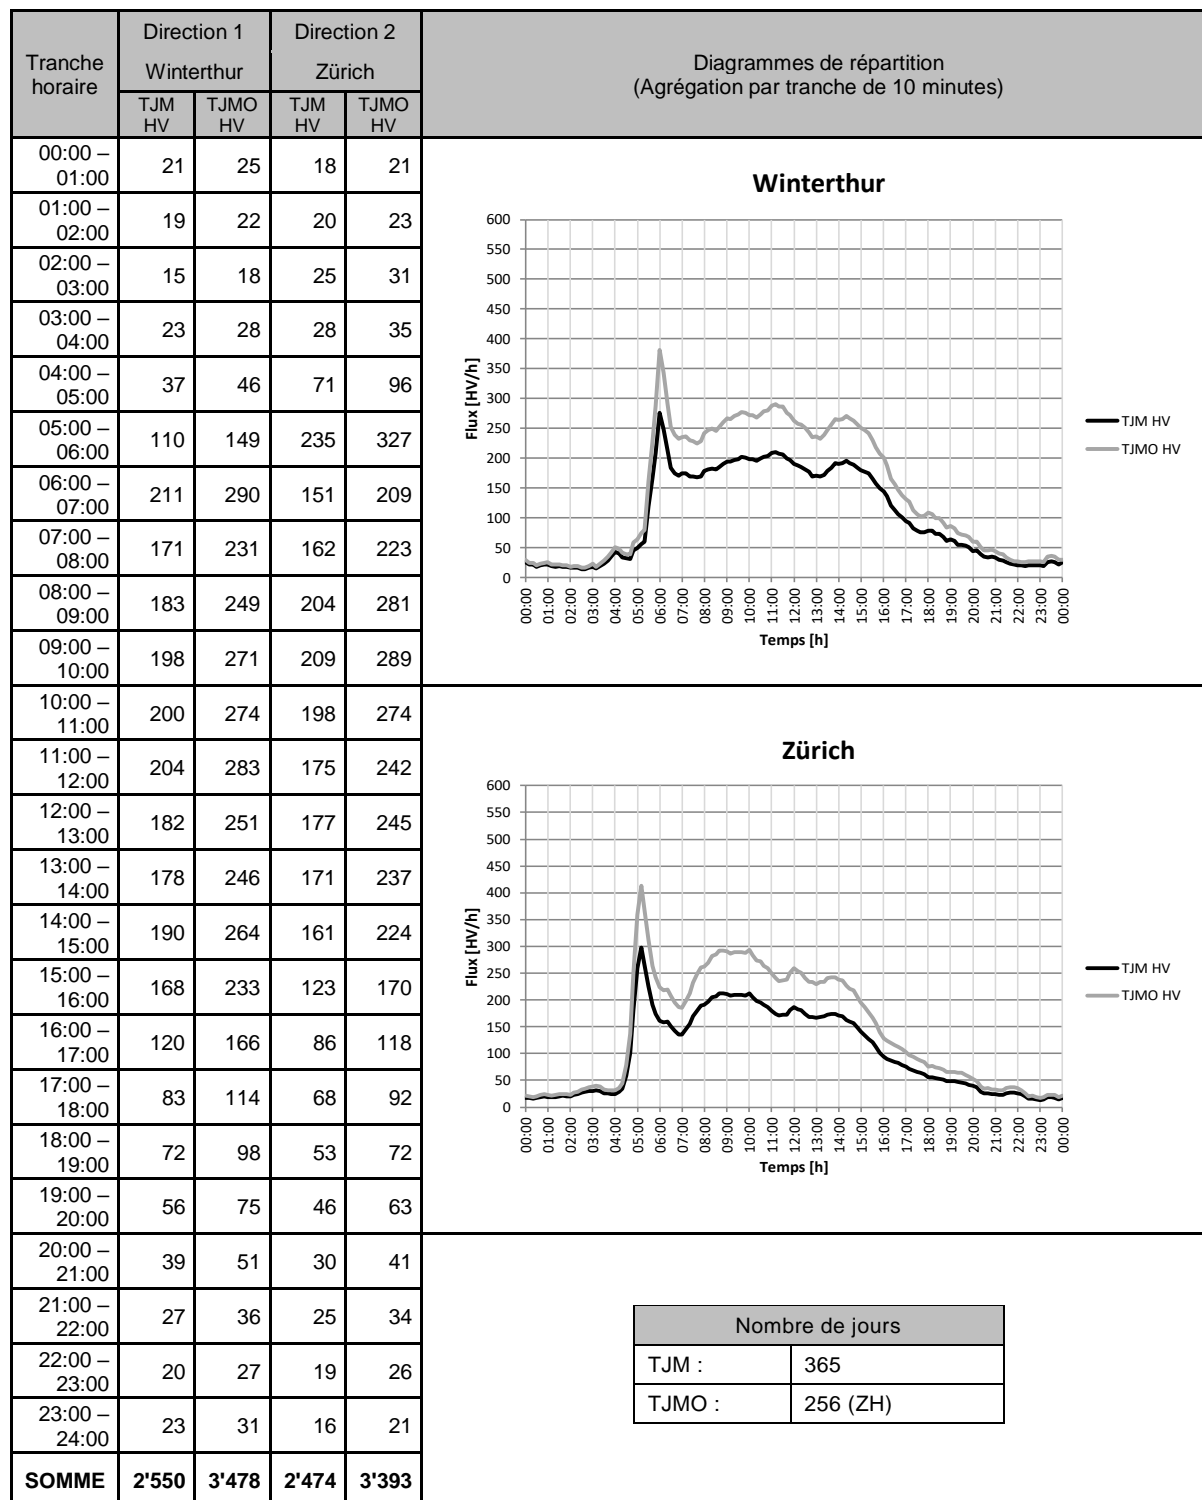 Tranche horaire | Direction 1 | Direction 2 | Diagrammes de répartition
Winterthur | Zürich | (Agrégation par tranche de 10 minutes)
TJM HV | TJMO HV | TJM HV | TJMO HV
00:00 – 01:00 | 21 | 25 | 18 | 21
01:00 – 02:00 | 19 | 22 | 20 | 23
02:00 – 03:00 | 15 | 18 | 25 | 31
03:00 – 04:00 | 23 | 28 | 28 | 35
04:00 – 05:00 | 37 | 46 | 71 | 96
05:00 – 06:00 | 110 | 149 | 235 | 327
06:00 – 07:00 | 211 | 290 | 151 | 209
07:00 – 08:00 | 171 | 231 | 162 | 223
08:00 – 09:00 | 183 | 249 | 204 | 281
09:00 – 10:00 | 198 | 271 | 209 | 289
10:00 – 11:00 | 200 | 274 | 198 | 274
11:00 – 12:00 | 204 | 283 | 175 | 242
12:00 – 13:00 | 182 | 251 | 177 | 245
13:00 – 14:00 | 178 | 246 | 171 | 237
14:00 – 15:00 | 190 | 264 | 161 | 224
15:00 – 16:00 | 168 | 233 | 123 | 170
16:00 – 17:00 | 120 | 166 | 86 | 118
17:00 – 18:00 | 83 | 114 | 68 | 92
18:00 – 19:00 | 72 | 98 | 53 | 72
19:00 – 20:00 | 56 | 75 | 46 | 63
20:00 – 21:00 | 39 | 51 | 30 | 41
21:00 – 22:00 | 27 | 36 | 25 | 34
22:00 – 23:00 | 20 | 27 | 19 | 26
23:00 – 24:00 | 23 | 31 | 16 | 21
SOMME | 2'550 | 3'478 | 2'474 | 3'393
Winterthur
600
550
500
450
400
350
300
250
200
150
100
50
0
Flux [HV/h]
00:00 01:00 02:00 03:00 04:00 05:00 06:00 07:00 08:00 09:00 10:00 11:00 12:00 13:00 14:00 15:00 16:00 17:00 18:00 19:00 20:00 21:00 22:00 23:00 00:00
Temps [h]
TJM HV
TJMO HV
Zürich
600
550
500
450
400
350
300
250
200
150
100
50
0
Flux [HV/h]
00:00 01:00 02:00 03:00 04:00 05:00 06:00 07:00 08:00 09:00 10:00 11:00 12:00 13:00 14:00 15:00 16:00 17:00 18:00 19:00 20:00 21:00 22:00 23:00 00:00
Temps [h]
TJM HV
TJMO HV
Nombre de jours
TJM : | 365
TJMO : | 256 (ZH)